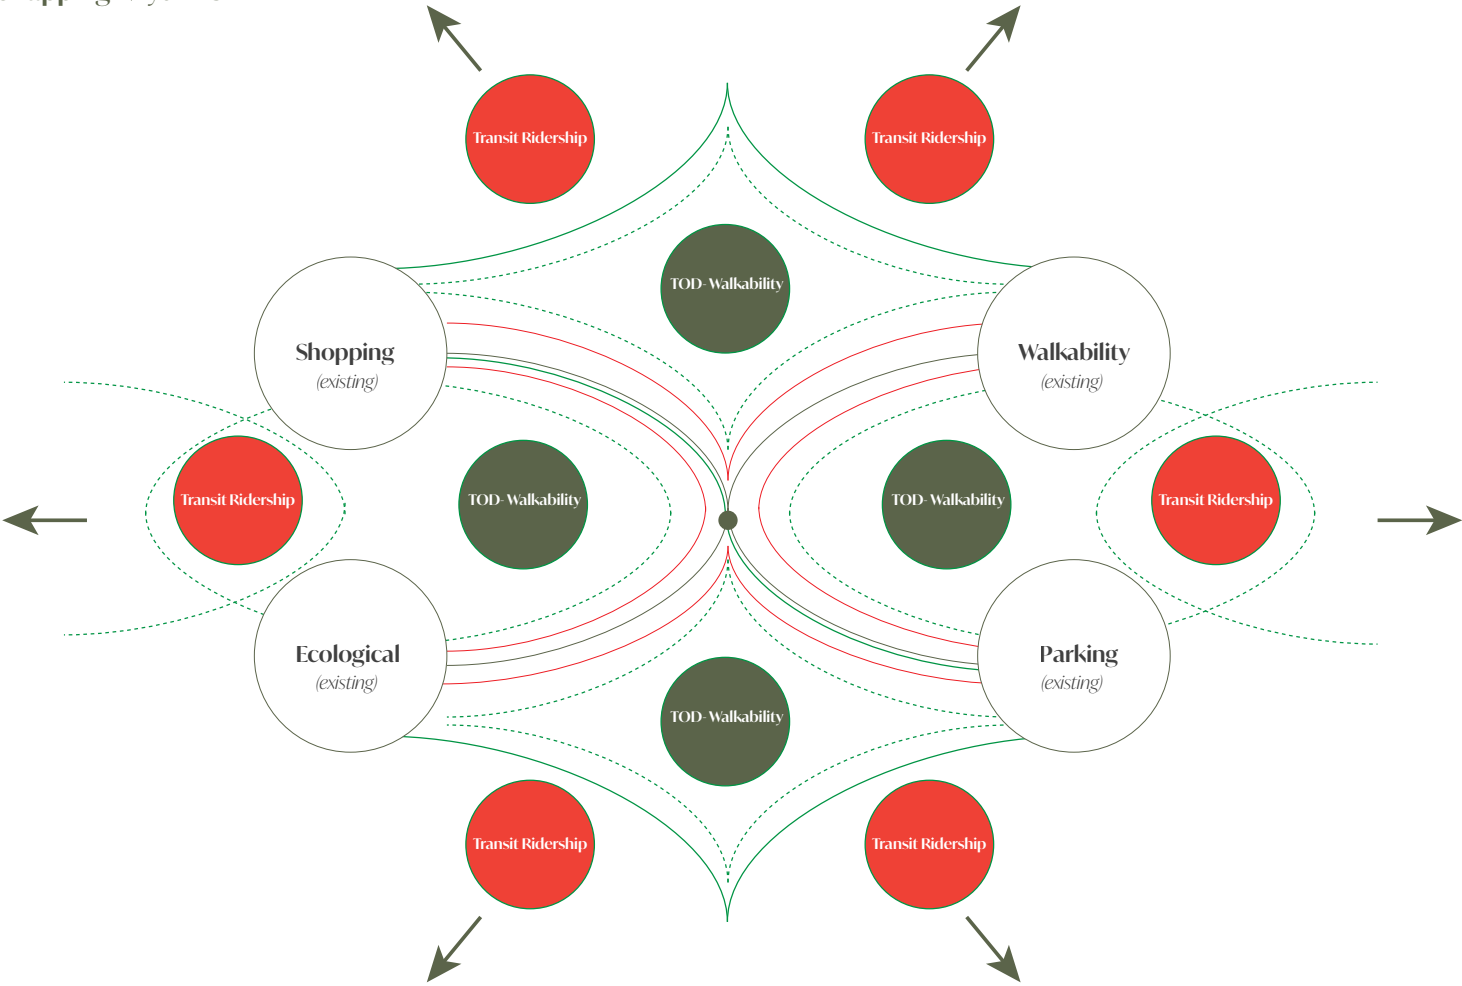 Transit Ridership
Transit Ridership
TOD- Walkability
Shopping
(existing)
Walkability
(existing)
Transit Ridership
TOD- Walkability
TOD- Walkability
Transit Ridership
Ecological
(existing)
Parking
(existing)
TOD- Walkability
Transit Ridership
Transit Ridership